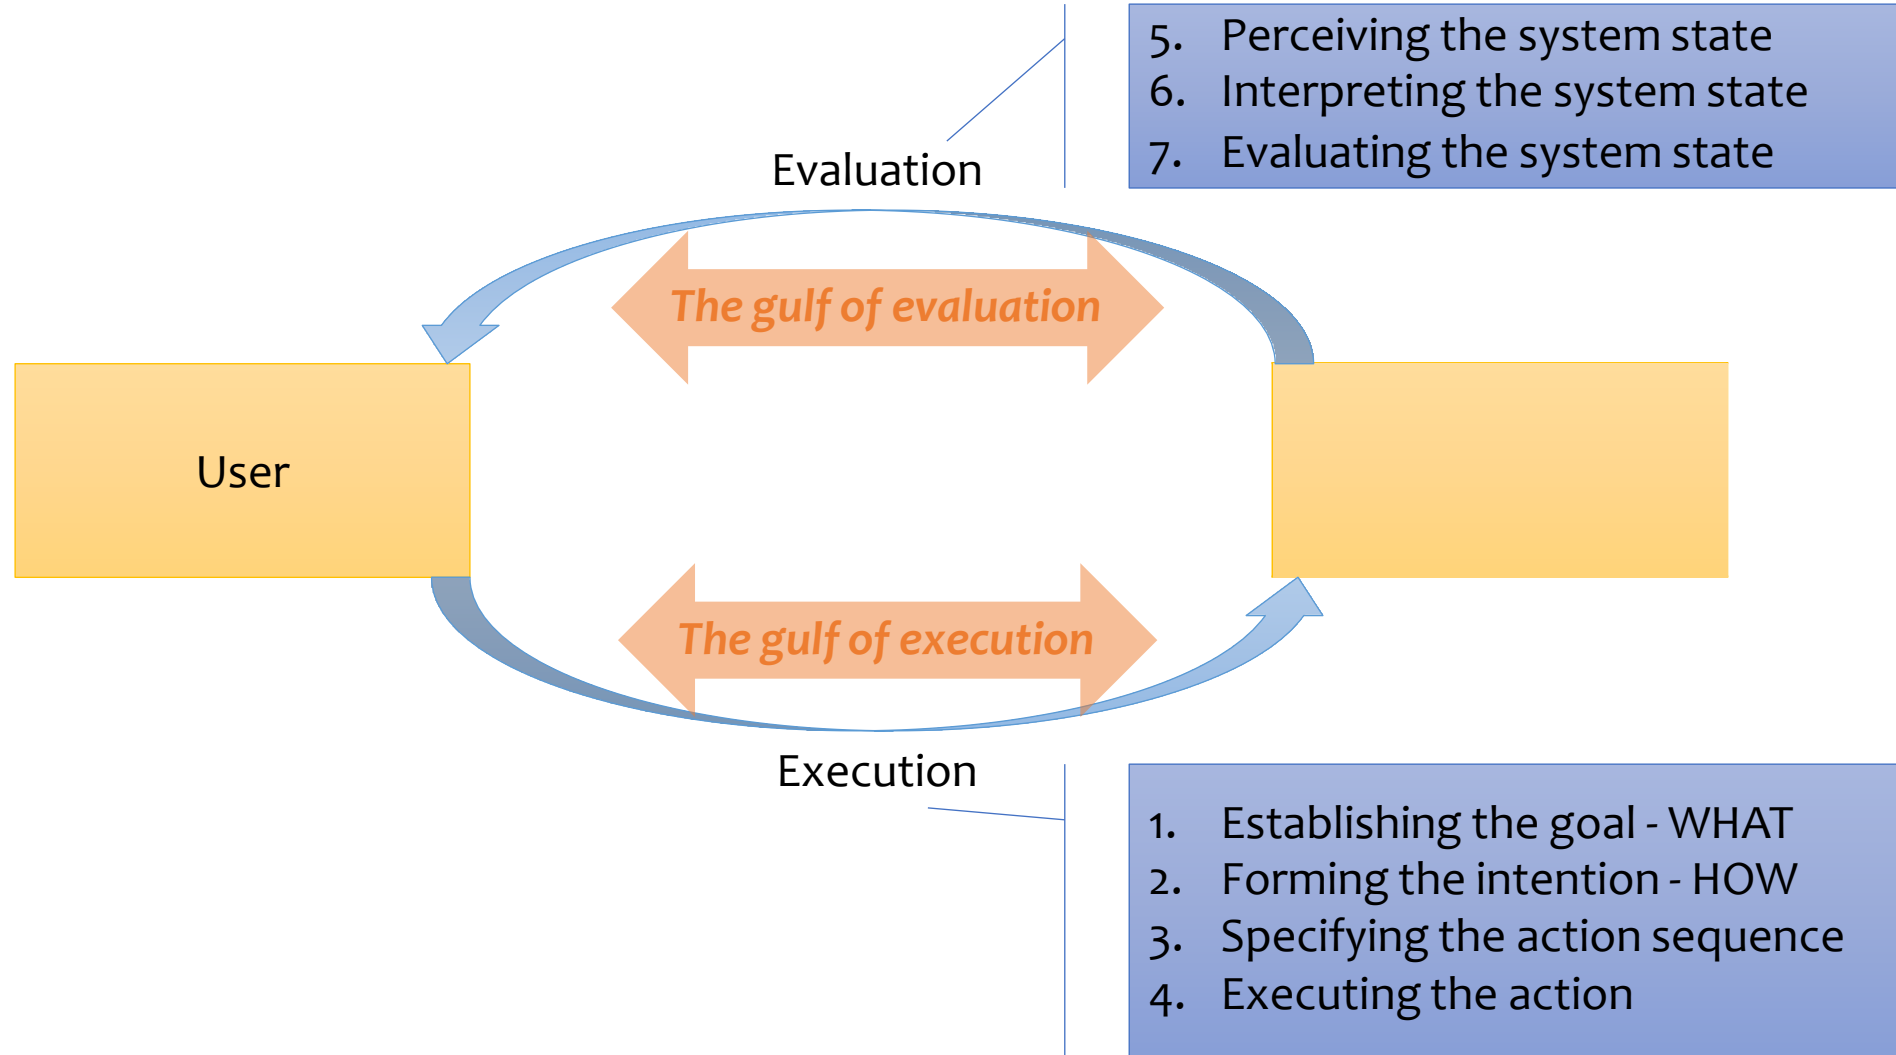 5. Perceiving the system state
6. Interpreting the system state
7. Evaluating the system state
Evaluation
The gulf of evaluation
User
The gulf of execution
Execution
1. Establishing the goal - WHAT
2. Forming the intention - HOW
3. Specifying the action sequence
4. Executing the action